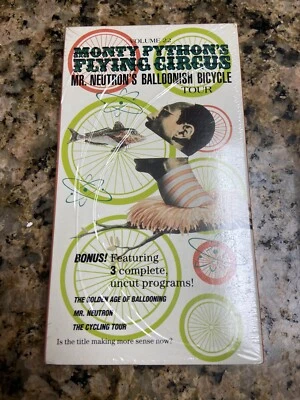 VOLUME 22
MONTY PYTHON'S
FLYING CIRCUS
MR. NEUTRON'S BALLOONISH BICYCLE
TOUR
BONUS! Featuring
3 complete,
uncut programs!
THE GOLDEN AGE OF BALLOONING
MR. NEUTRON
THE CYCLING TOUR
Is the title making more sense now?